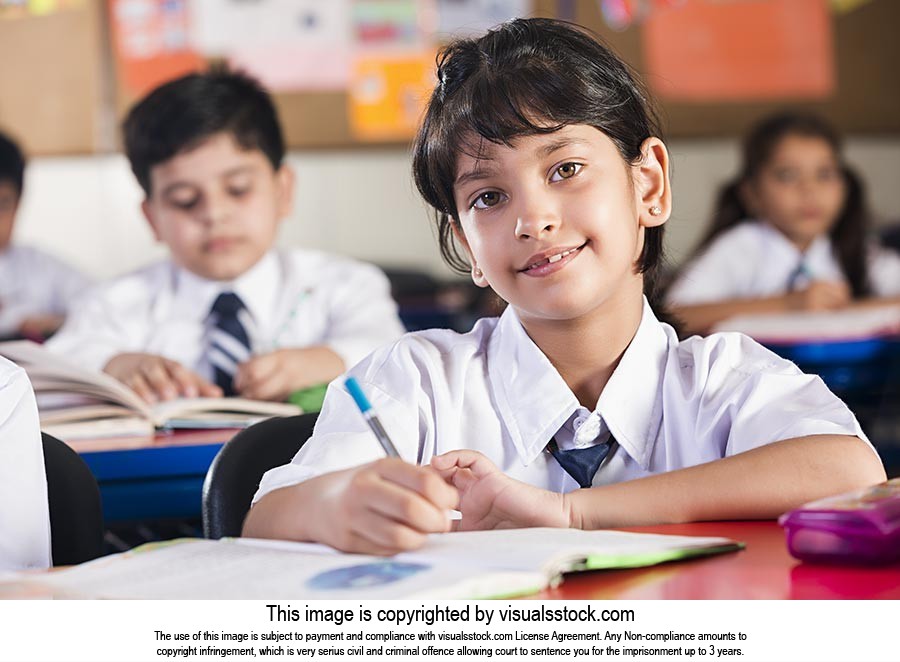 This image is copyrighted by visualsstock.com
The use of this image is subject to payment and compliance with visualsstock.com License Agreement. Any Non-compliance amounts to
copyright infringement, which is very serius civil and criminal offence allowing court to sentence you for the imprisonment up to 3 years.